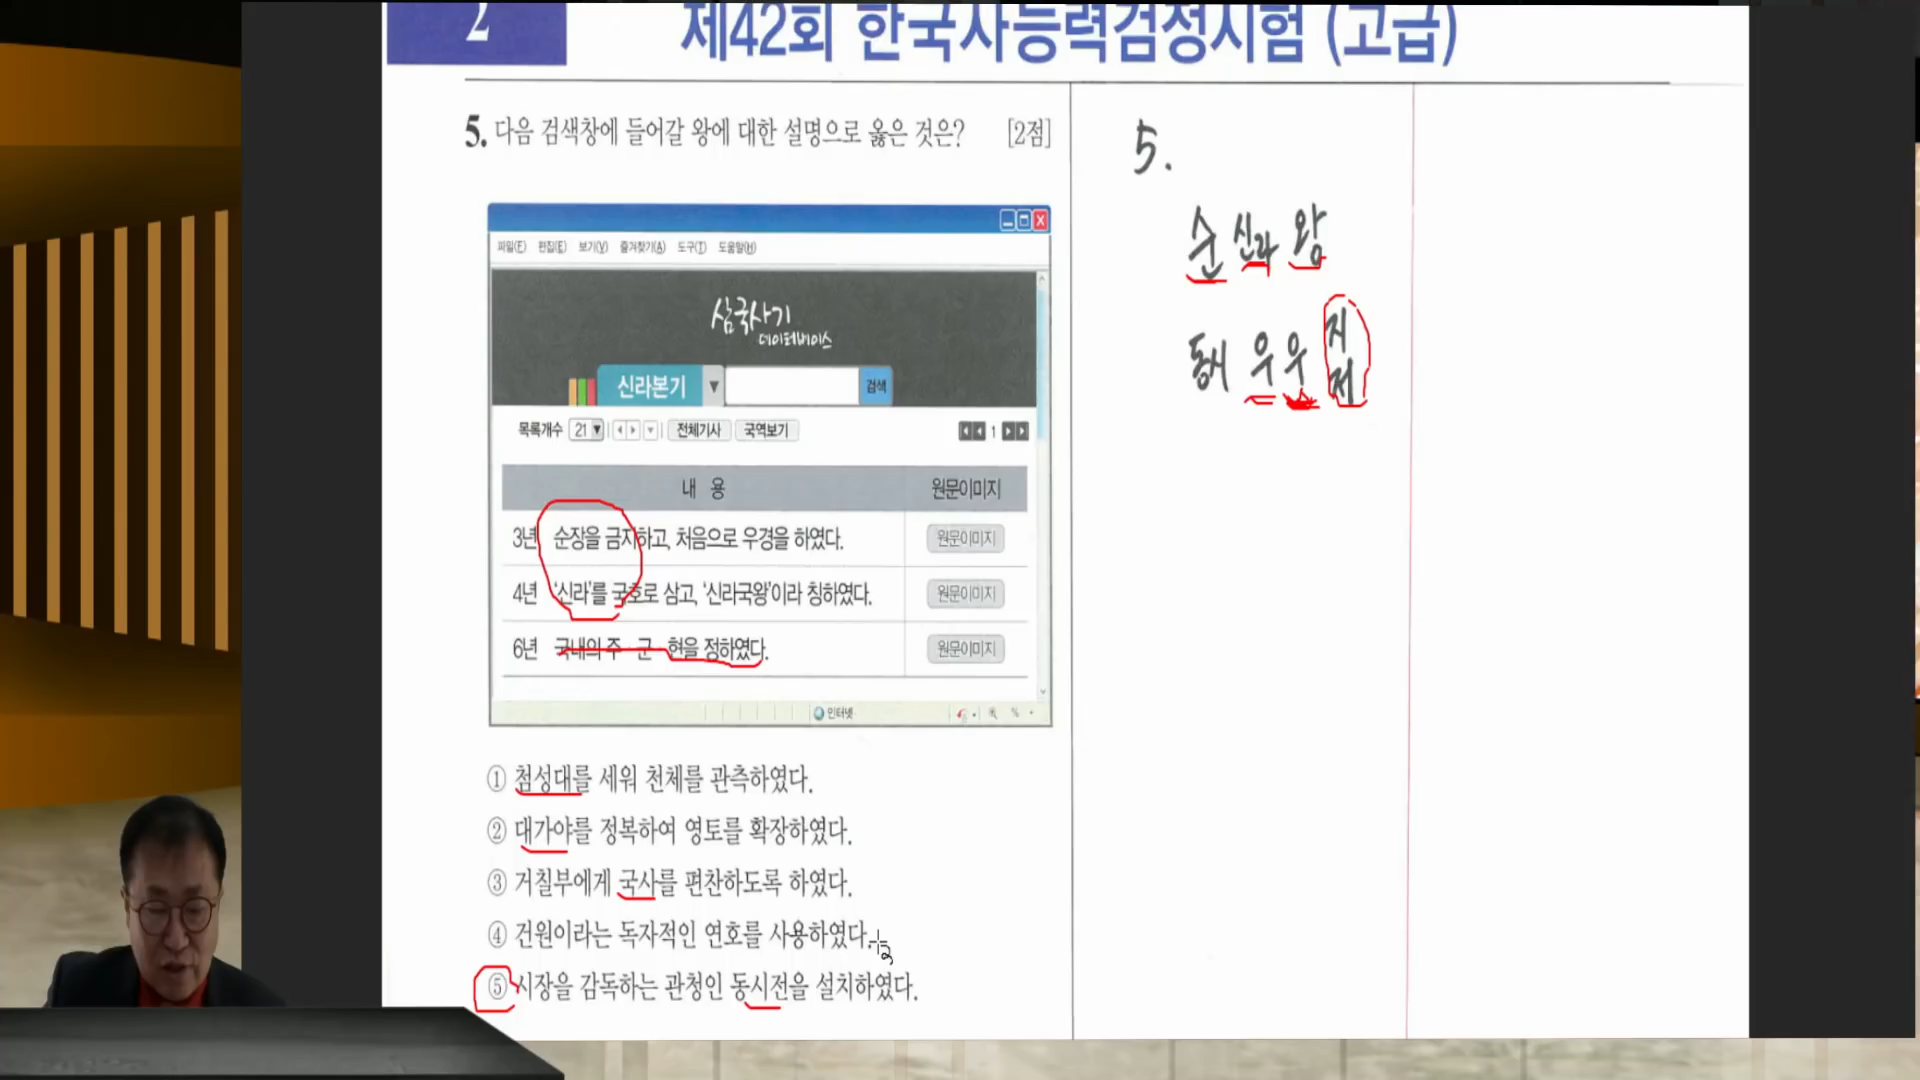 2
제42회 한국사능력검정시험 (고급)
5. 다음 검색창에 들어갈 왕에 대한 설명으로 옳은 것은? [2점]
파일(F) 편집(E) 보기(V) 즐겨찾기(A) 도구(T) 도움말(H)
삼국사기
데이터베이스
신라본기 ▼ 검색
목록개수 21 ▼ 전체기사 국역보기 1
내 용 원문이미지
3년 순장을 금지하고, 처음으로 우경을 하였다. 원문이미지
4년 '신라'를 국호로 삼고, '신라국왕'이라 칭하였다. 원문이미지
6년 국내의 주·군·현을 정하였다. 원문이미지
인터넷 %
① 첨성대를 세워 천체를 관측하였다.
② 대가야를 정복하여 영토를 확장하였다.
③ 거칠부에게 국사를 편찬하도록 하였다.
④ 건원이라는 독자적인 연호를 사용하였다.
⑤ 시장을 감독하는 관청인 동시전을 설치하였다.
5.
순 신라 왕
동시 우 우 지
저